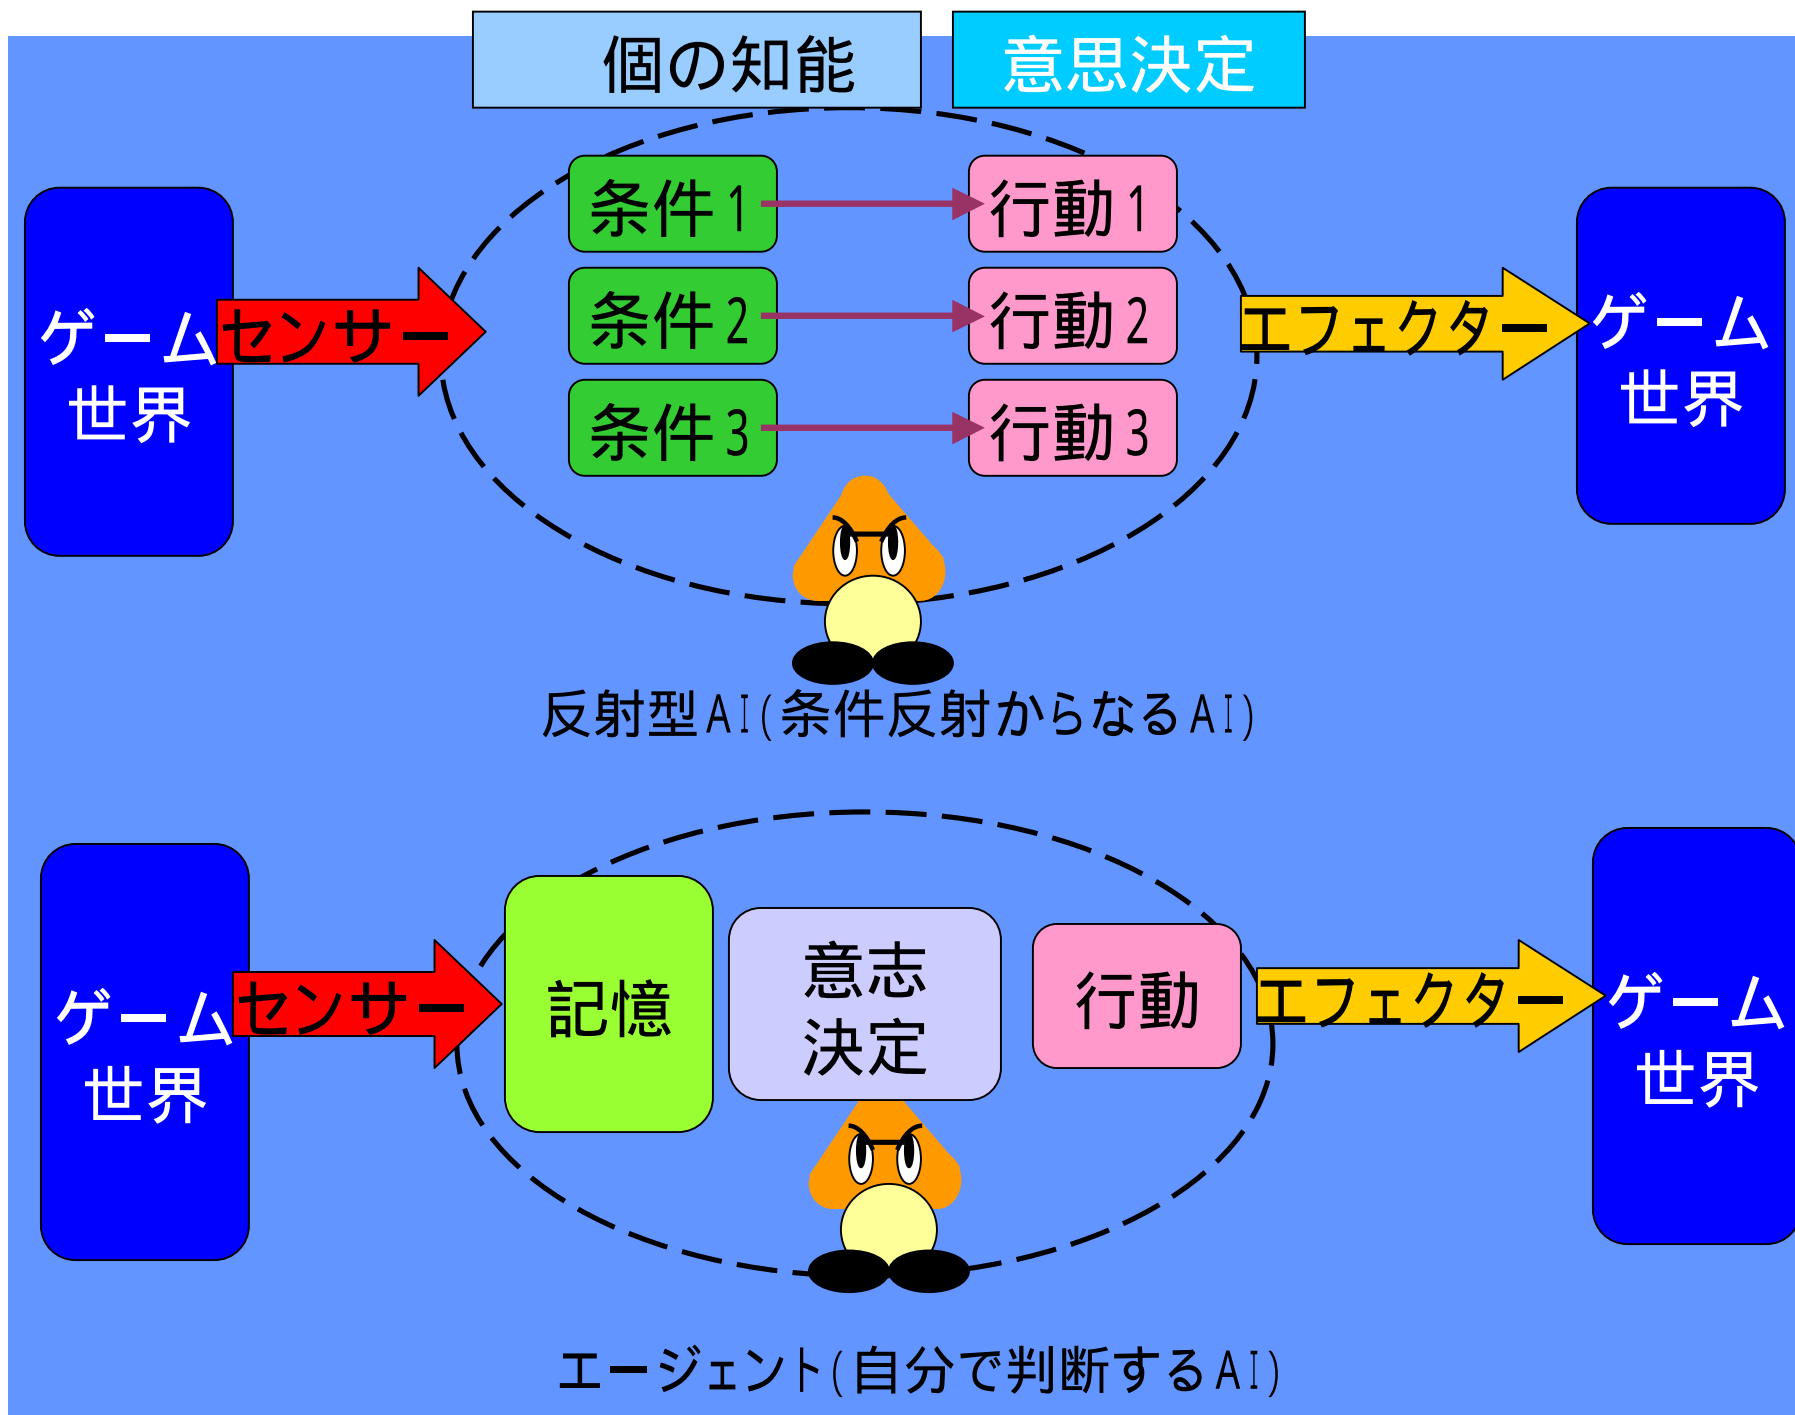 個の知能
意思決定
条件1
行動1
条件2
行動2
条件3
行動3
ゲーム
世界
センサー
エフェクター
ゲーム
世界
反射型AI(条件反射からなるAI)
ゲーム
世界
センサー
記憶
意志
決定
行動
エフェクター
ゲーム
世界
エージェント(自分で判断するAI)